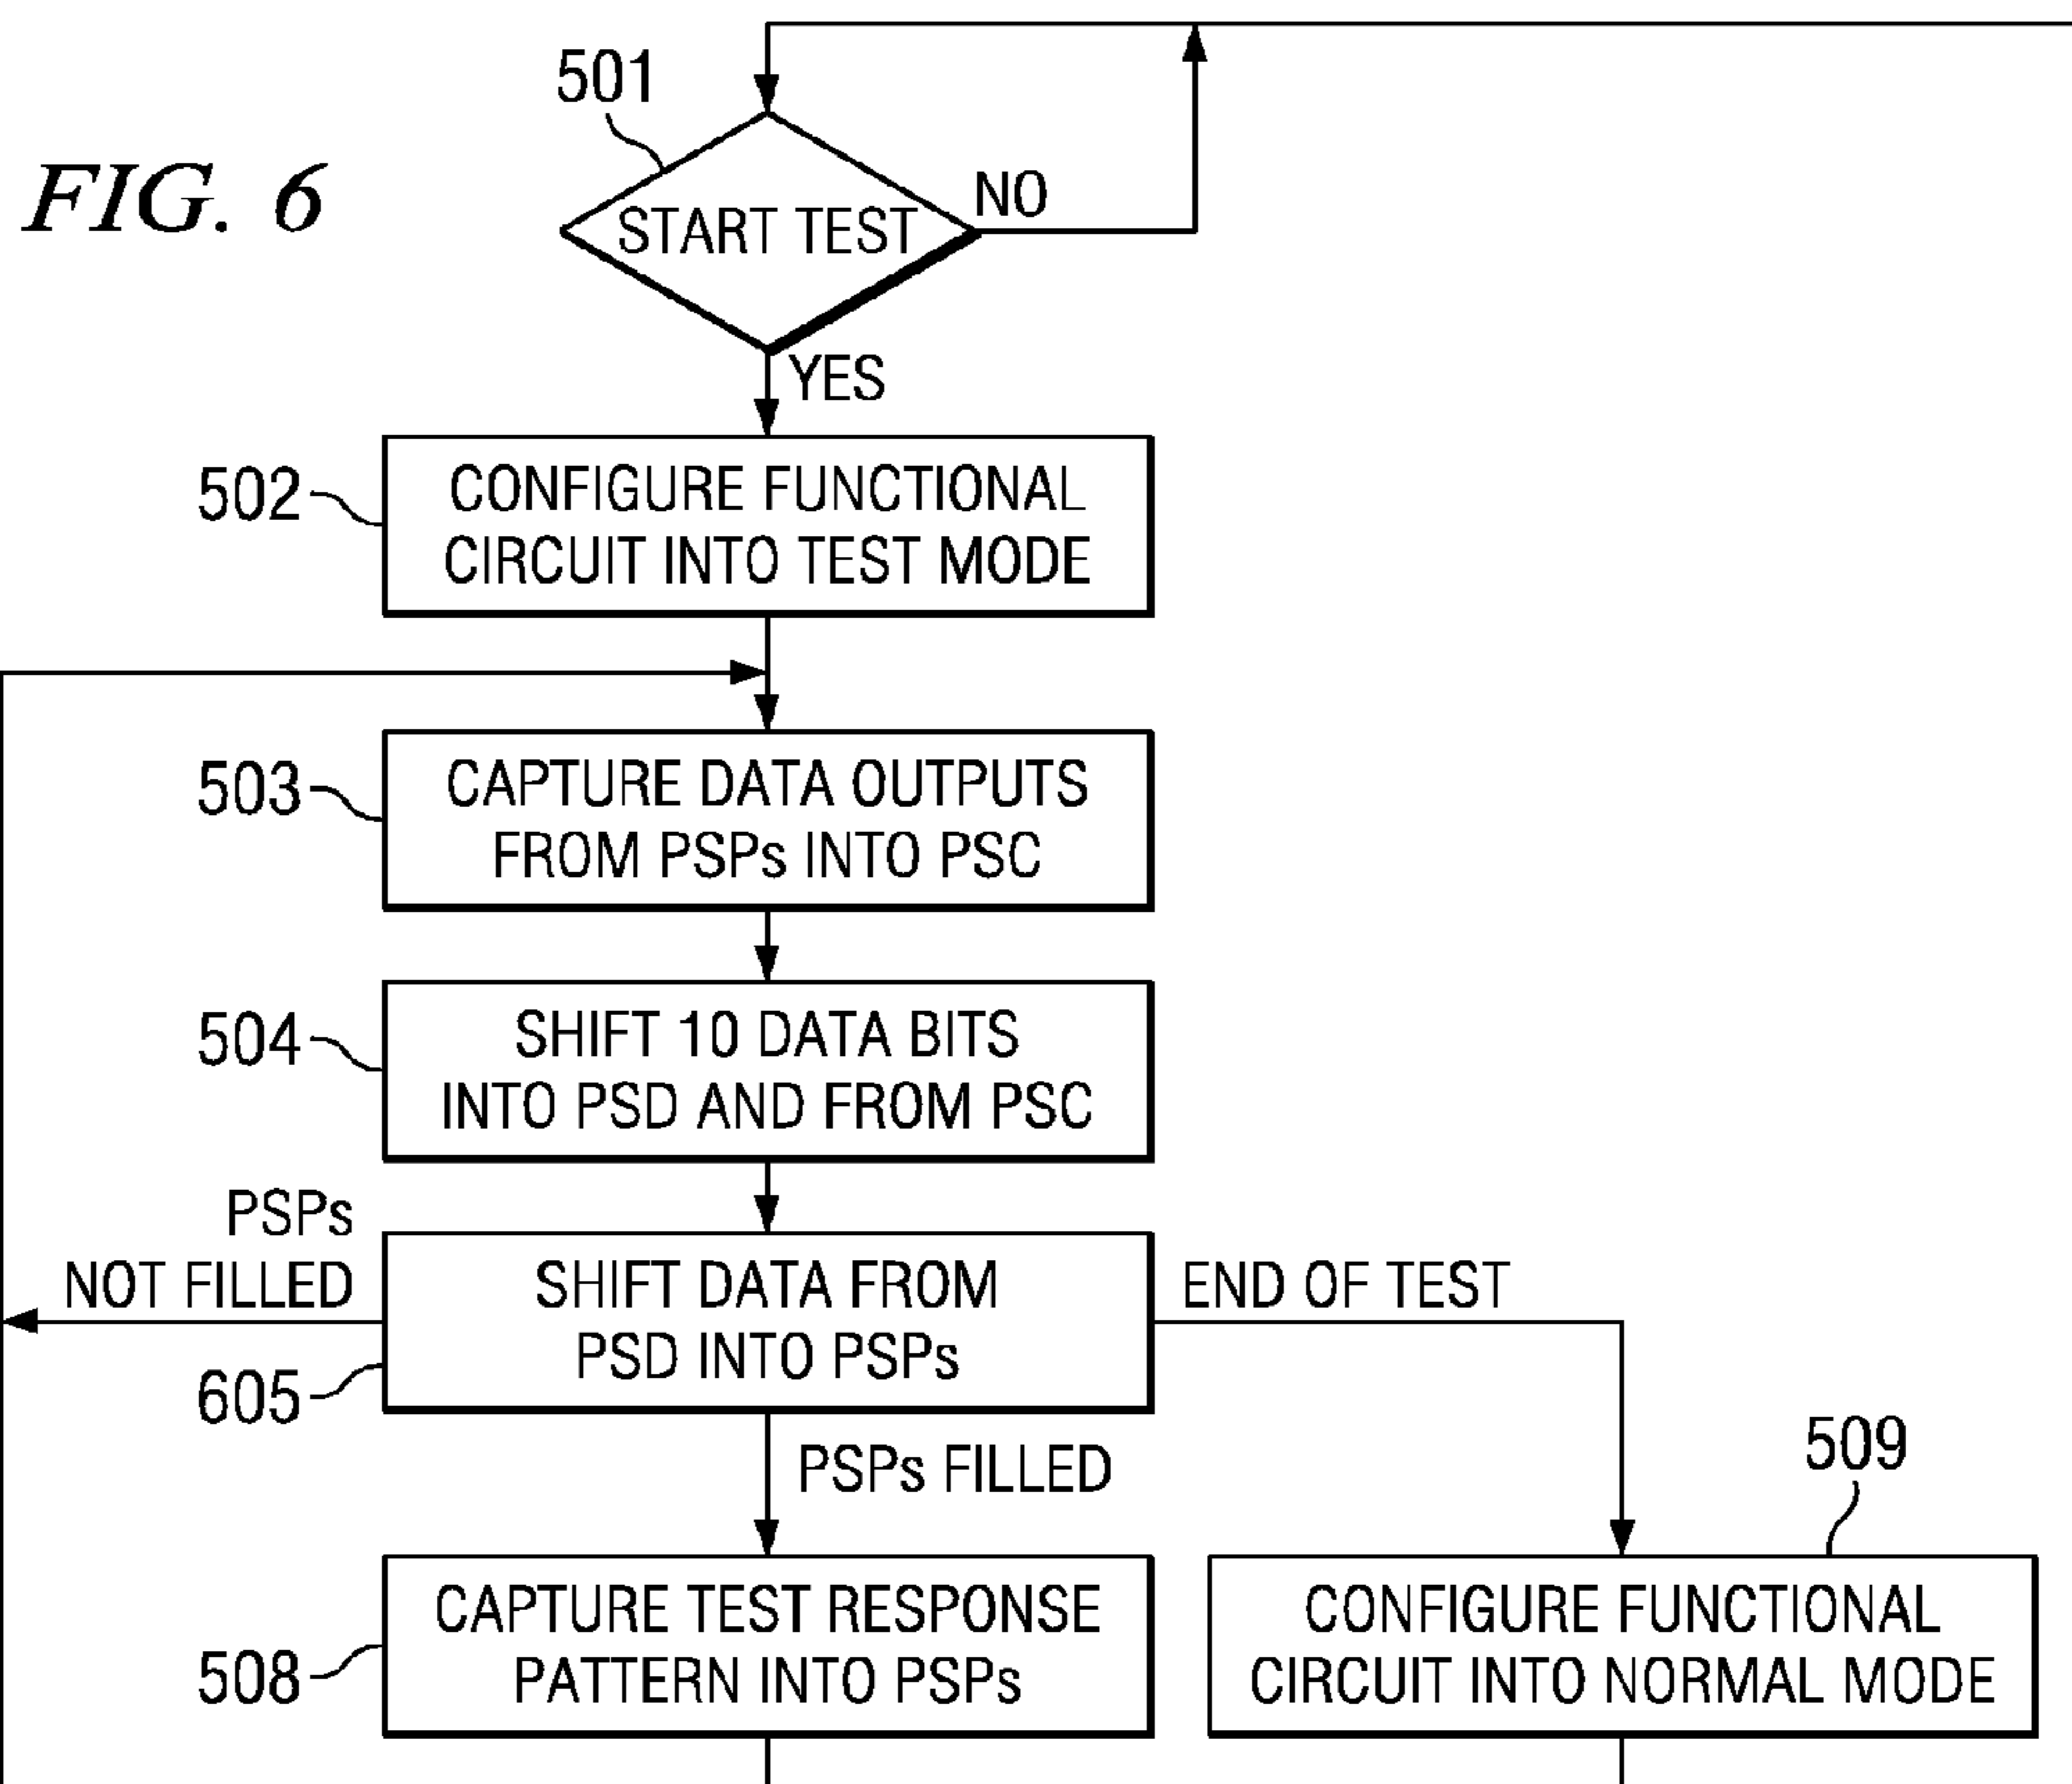 FIG. 6
501
START TEST
NO
YES
502
CONFIGURE FUNCTIONAL
CIRCUIT INTO TEST MODE
503
CAPTURE DATA OUTPUTS
FROM PSPs INTO PSC
504
SHIFT 10 DATA BITS
INTO PSD AND FROM PSC
PSPs
NOT FILLED
605
SHIFT DATA FROM
PSD INTO PSPs
END OF TEST
PSPs FILLED
508
CAPTURE TEST RESPONSE
PATTERN INTO PSPs
509
CONFIGURE FUNCTIONAL
CIRCUIT INTO NORMAL MODE